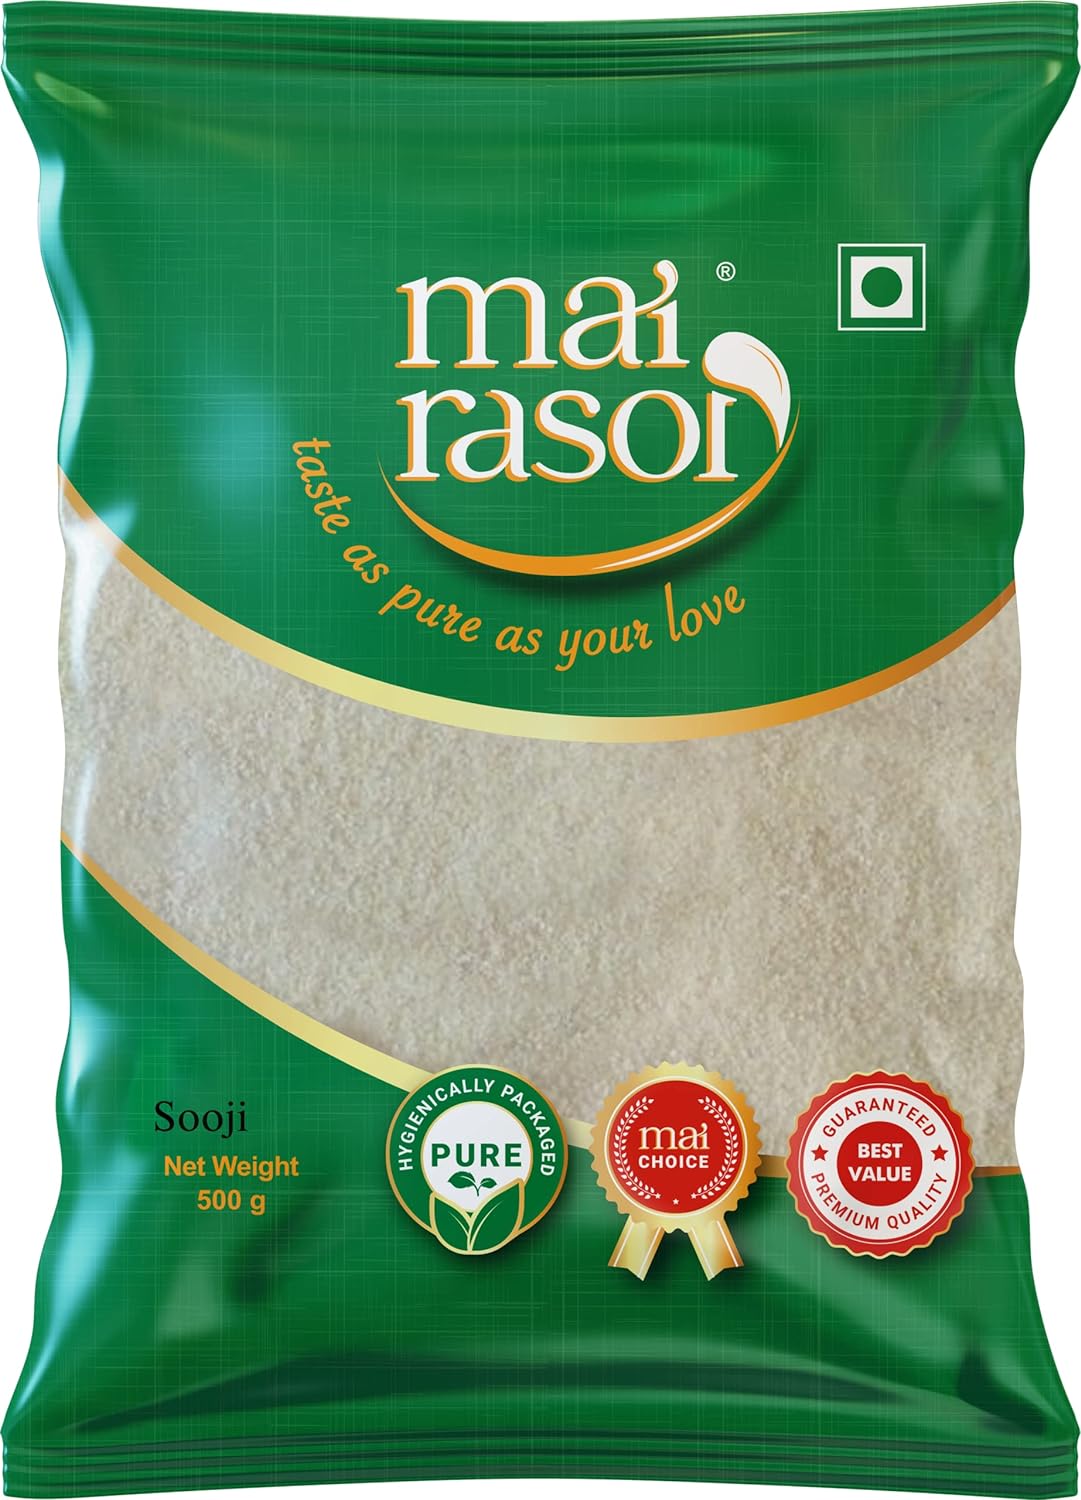 mai ®
rasoi
taste as pure as your love
Sooji
Net Weight
500 g
HYGIENICALLY PACKAGED
PURE
mai
CHOICE
GUARANTEED
BEST
VALUE
PREMIUM QUALITY